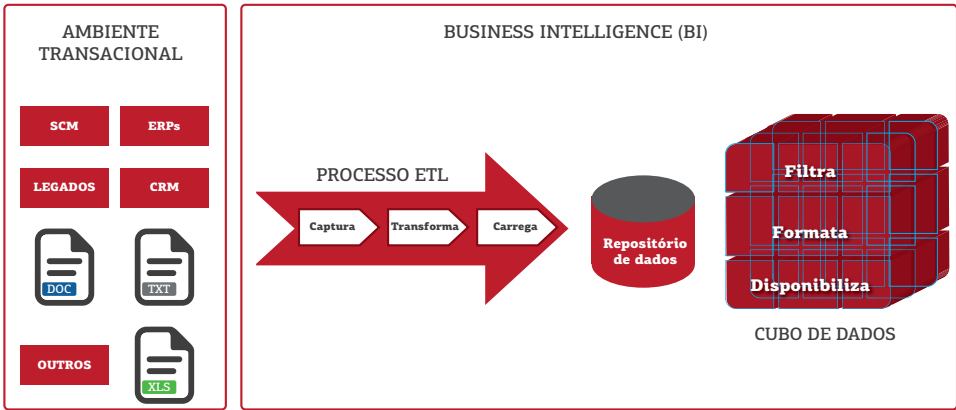 AMBIENTE
TRANSACIONAL
SCM
ERPs
LEGADOS
CRM
DOC
TXT
OUTROS
XLS
BUSINESS INTELLIGENCE (BI)
PROCESSO ETL
Captura
Transforma
Carrega
Repositório
de dados
Filtra
Formata
Disponibiliza
CUBO DE DADOS